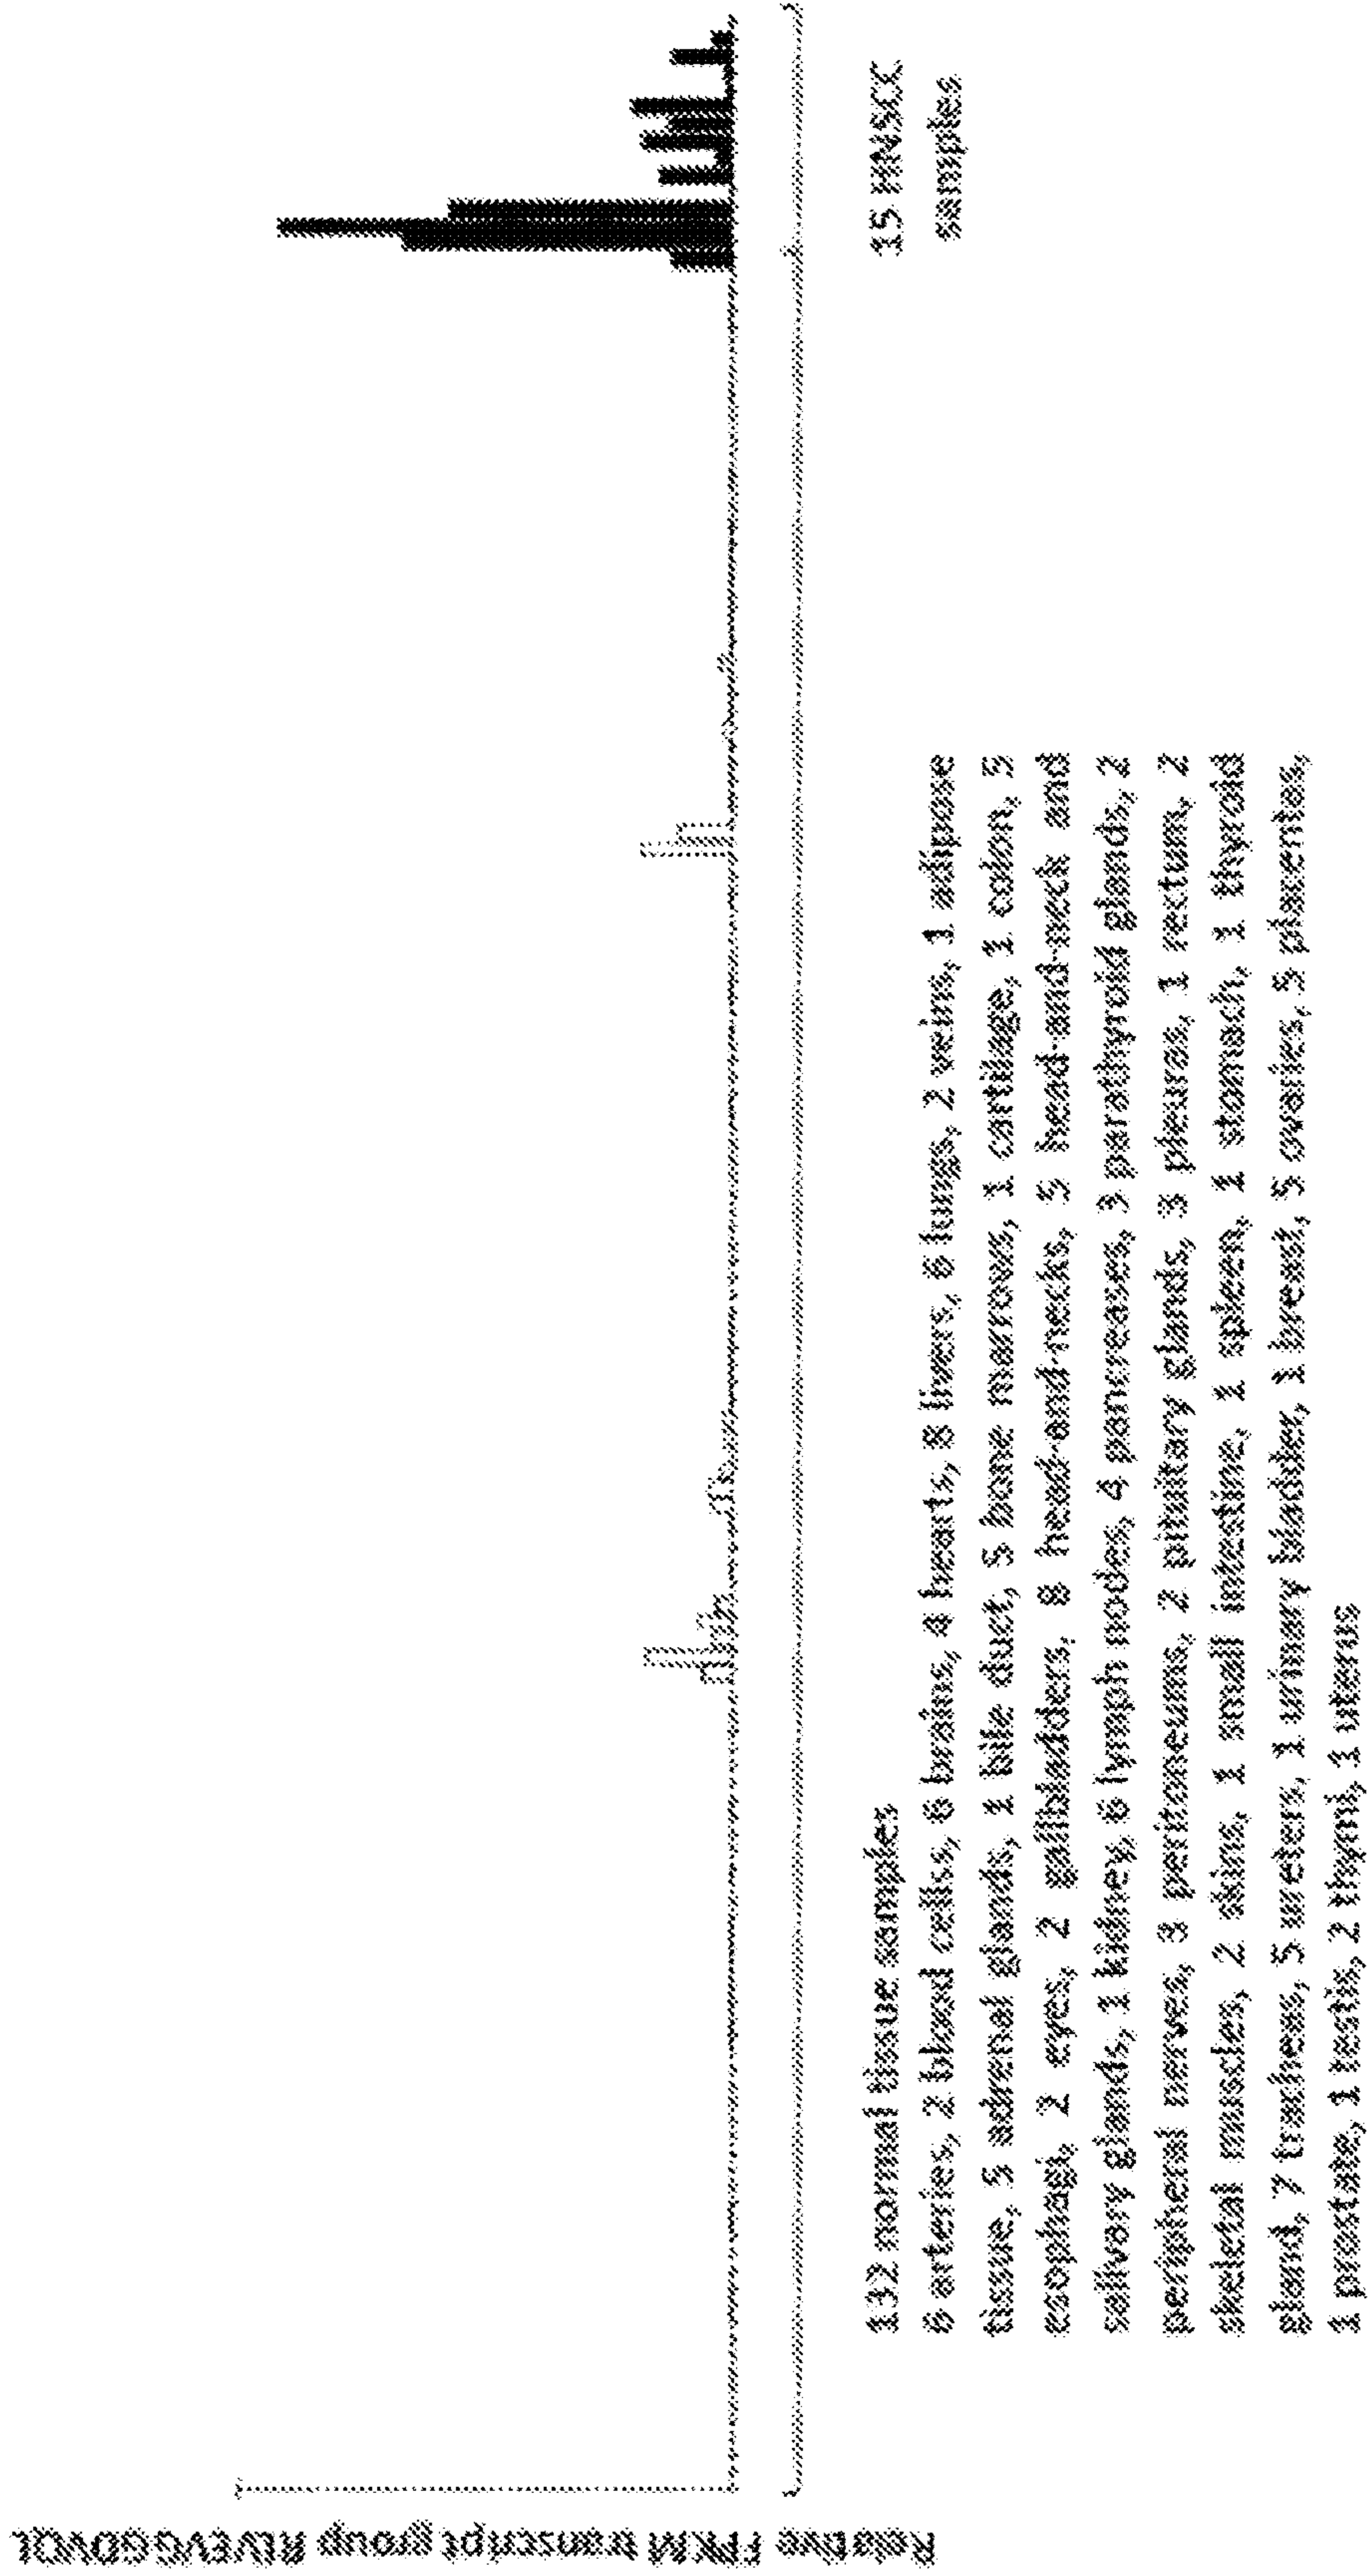 Relative FPKM transcript group RLVEVGGDVQL
132 normal tissue samples
6 arteries, 2 blood cellss, 6 brains, 4 hearts, 8 livers, 6 lungs, 2 veins, 1 adipose
tissue, 5 adrenal glands, 1 bile duct, 5 bone marrows, 1 cartilage, 1 colon, 5
esophagi, 2 eyes, 2 gallbladders, 8 head-and-necks, 5 head-and-neck and
salivary glands, 1 kidney, 6 lymph nodes, 4 pancreases, 3 parathyroid glands, 2
peripheral nerves, 3 peritoneums, 2 pituitary glands, 3 pleuras, 1 rectum, 2
skeletal muscles, 2 skins, 1 small intestine, 1 spleen, 1 stomach, 1 thyroid
gland, 7 tracheas, 5 ureters, 1 urinary bladder, 1 breast, 5 ovaries, 5 placentas,
1 prostate, 1 testis, 2 thymi, 1 uterus
15 HNSCC
samples